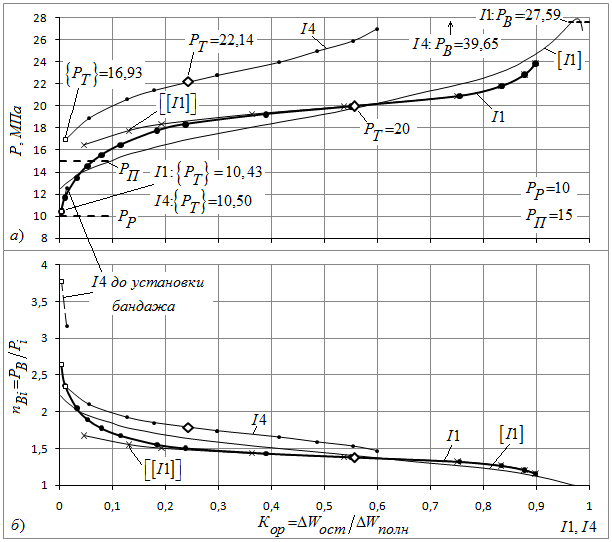 I1: P_B=27,59
28
26
24
22
20
18
16
14
12
10
8
P, МПа
а)
{P_T}=16,93
P_T=22,14
I4
I4: P_B=39,65
[I1]
[[I1]]
I1
P_T=20
P_П
I1:{P_T}=10,43
I4:{P_T}=10,50
P_P
P_P=10
P_П=15
4
3,5
3
2,5
2
1,5
1
n_Bi=P_B/P_i
I4 до установки
бандажа
I4
[[I1]]
I1
[I1]
0
0,1
0,2
0,3
0,4
0,5
0,6
0,7
0,8
0,9
1
б)
K_op=ΔW_ocm/ΔW_полн
I1, I4